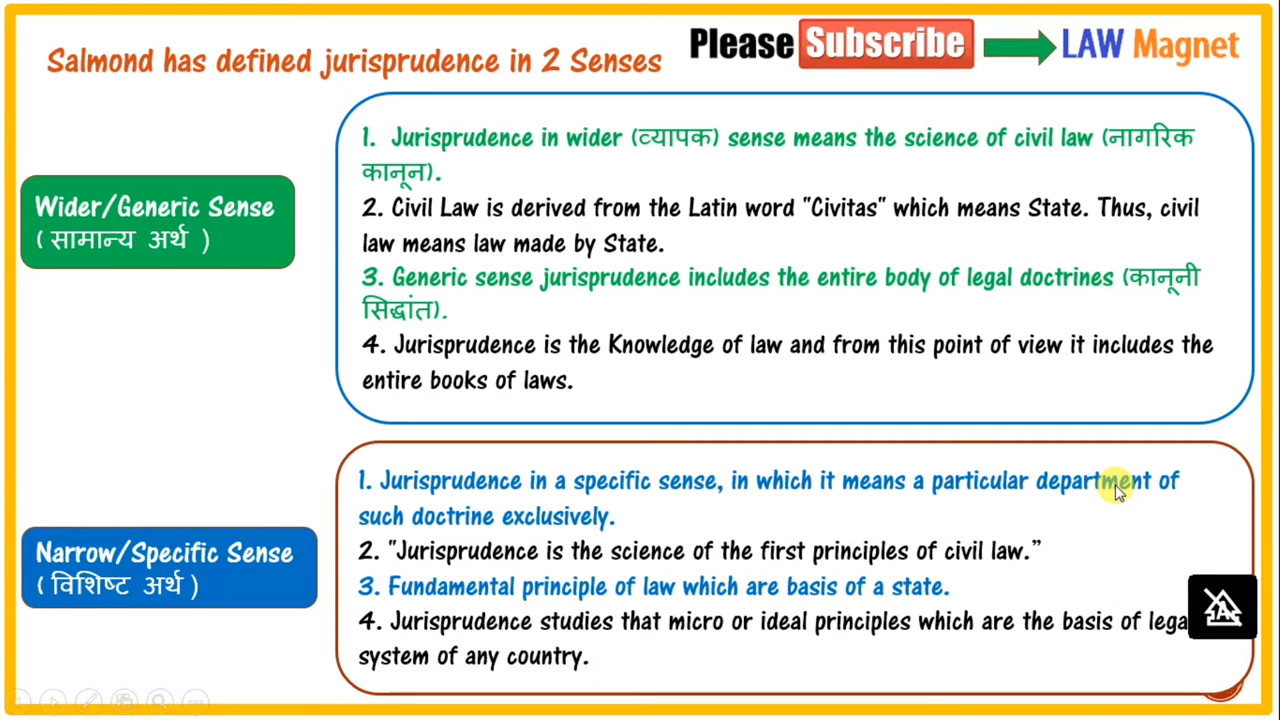 Salmond has defined jurisprudence in 2 Senses
Please Subscribe LAW Magnet
Wider/Generic Sense
( सामान्य अर्थ )
1. Jurisprudence in wider (व्यापक) sense means the science of civil law (नागरिक
कानून).
2. Civil Law is derived from the Latin word "Civitas" which means State. Thus, civil
law means law made by State.
3. Generic sense jurisprudence includes the entire body of legal doctrines (कानूनी
सिद्धांत).
4. Jurisprudence is the Knowledge of law and from this point of view it includes the
entire books of laws.
Narrow/Specific Sense
( विशिष्ट अर्थ )
1. Jurisprudence in a specific sense, in which it means a particular department of
such doctrine exclusively.
2. "Jurisprudence is the science of the first principles of civil law.”
3. Fundamental principle of law which are basis of a state.
4. Jurisprudence studies that micro or ideal principles which are the basis of lega
system of any country.